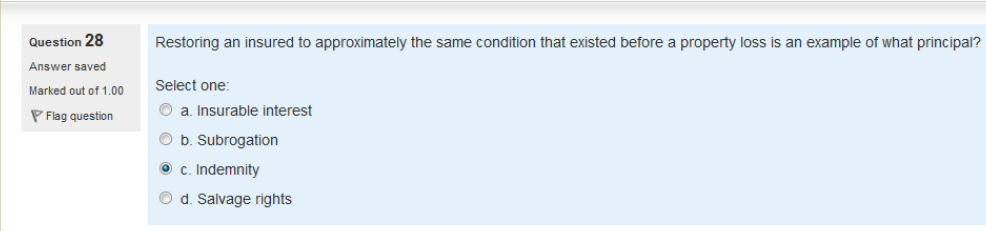 Question 28
Answer saved
Marked out of 1.00
Flag question
Restoring an insured to approximately the same condition that existed before a property loss is an example of what principal?
Select one:
a. Insurable interest
b. Subrogation
c. Indemnity
d. Salvage rights